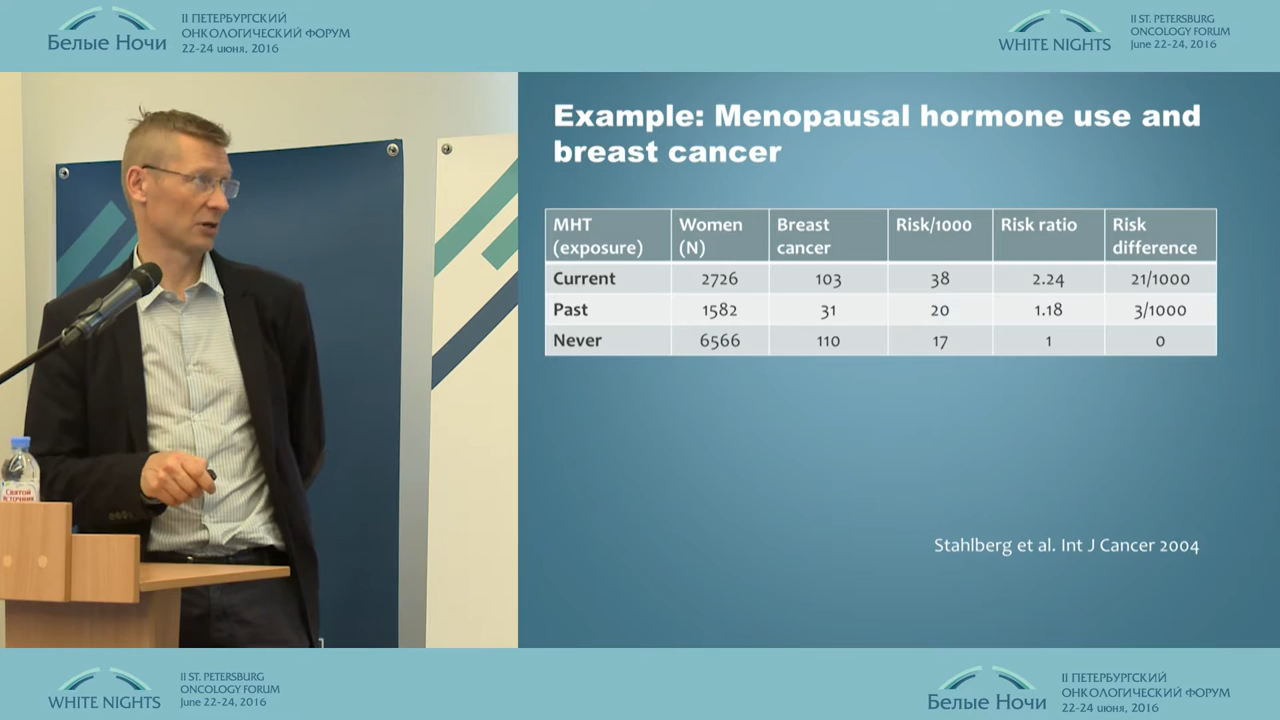 II ПЕТЕРБУРГСКИЙ
ОНКОЛОГИЧЕСКИЙ ФОРУМ
Белые Ночи
22-24 июня, 2016
II ST. PETERSBURG
ONCOLOGY FORUM
WHITE NIGHTS
June 22-24, 2016
Example: Menopausal hormone use and
breast cancer
MHT (exposure) Women (N) Breast cancer Risk/1000 Risk ratio Risk difference
Current 2726 103 38 2.24 21/1000
Past 1582 31 20 1.18 3/1000
Never 6566 110 17 1 0
Stahlberg et al. Int J Cancer 2004
Святой
Источник
II ST. PETERSBURG
ONCOLOGY FORUM
WHITE NIGHTS
June 22-24, 2016
II ПЕТЕРБУРГСКИЙ
ОНКОЛОГИЧЕСКИЙ ФОРУМ
Белые Ночи
22-24 июня, 2016